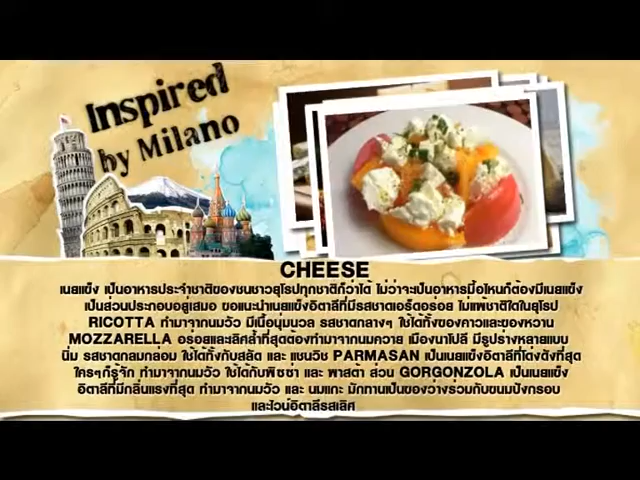 Inspired
by Milano
CHEESE
เนยแข็ง เป็นอาหารประจำชาติของชนชาวยุโรปทุกชาติก็ว่าได้ ไม่ว่าจะเป็นอาหารมื้อไหนก็ต้องมีเนยแข็ง
เป็นส่วนประกอบอยู่เสมอ ขอแนะนำเนยแข็งอิตาลีที่มีรสชาดเอร็ดอร่อย ไม่แพ้ชาติใดในยุโรป
RICOTTA ทำมาจากนมวัว มีเนื้อนุ่มนวล รสชาดกลางๆ ใช้ได้ทั้งของคาวและของหวาน
MOZZARELLA อร่อยและเลิศล้ำที่สุดต้องทำมาจากนมควาย เมืองนาโปลี มีรูปร่างหลายแบบ
นิ่ม รสชาดกลมกล่อม ใช้ได้ทั้งกับสลัด และ แซนวิช PARMASAN เป็นเนยแข็งอิตาลีที่โด่งดังที่สุด
ใครๆก็รู้จัก ทำมาจากนมวัว ใช้ได้กับพิซซ่า และ พาสต้า ส่วน GORGONZOLA เป็นเนยแข็ง
อิตาลีที่มีกลิ่นแรงที่สุด ทำมาจากนมวัว และ นมแกะ มักทานเป็นของว่างร่วมกับขนมปังกรอบ
และไวน์อิตาลีรสเลิศ